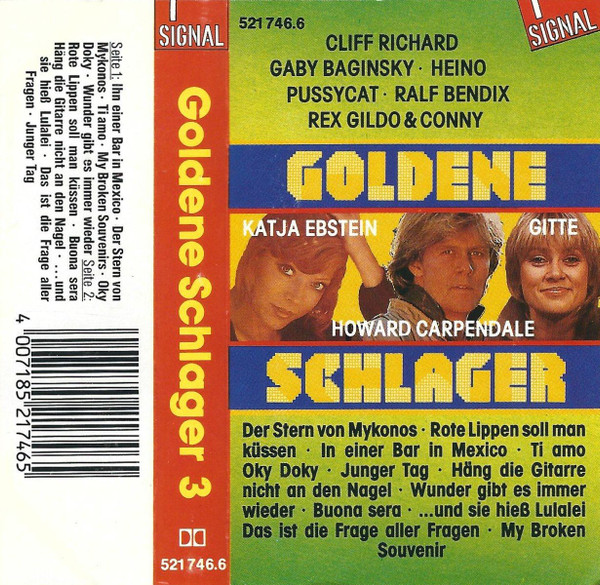 Seite 1: Ihn einer Bar in Mexico · Der Stern von
Mykonos · Ti amo · My Broken Souvenirs · Oky
Doky · Wunder gibt es immer wieder Seite 2:
Rote Lippen soll man küssen · Buona sera
Häng die Gitarre nicht an den Nagel · ...und
sie hieß Lulalei · Das ist die Frage aller
Fragen · Junger Tag
4 007185 217465
SIGNAL
Goldene Schlager 3
521 746.6
521 746.6
SIGNAL
CLIFF RICHARD
GABY BAGINSKY · HEINO
PUSSYCAT · RALF BENDIX
REX GILDO & CONNY
GOLDENE
KATJA EBSTEIN
GITTE
HOWARD CARPENDALE
SCHLAGER
Der Stern von Mykonos · Rote Lippen soll man
küssen · In einer Bar in Mexico · Ti amo
Oky Doky · Junger Tag · Häng die Gitarre
nicht an den Nagel · Wunder gibt es immer
wieder · Buona sera · ...und sie hieß Lulalei
Das ist die Frage aller Fragen · My Broken
Souvenir